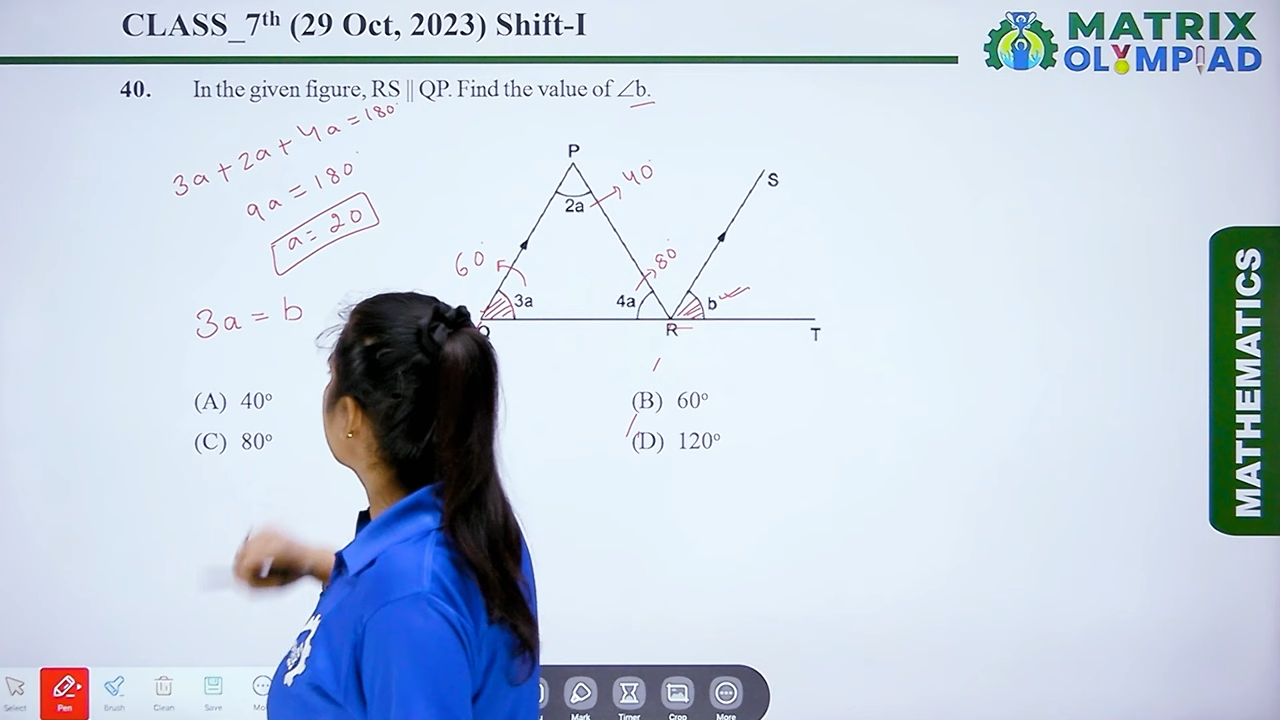 CLASS_7th (29 Oct, 2023) Shift-I
MATRIX
OLYMPIAD
40. In the given figure, RS || QP. Find the value of ∠b.
3a + 2a + 4a = 180°
9a = 180°
a = 20
3a = b
P
2a
40°
S
60°
80°
3a
4a
b
Q
R
T
(A) 40°
(B) 60°
(C) 80°
(D) 120°
MATHEMATICS
Select
Pen
Brush
Clean
Save
Mark
Timer
Crop
More